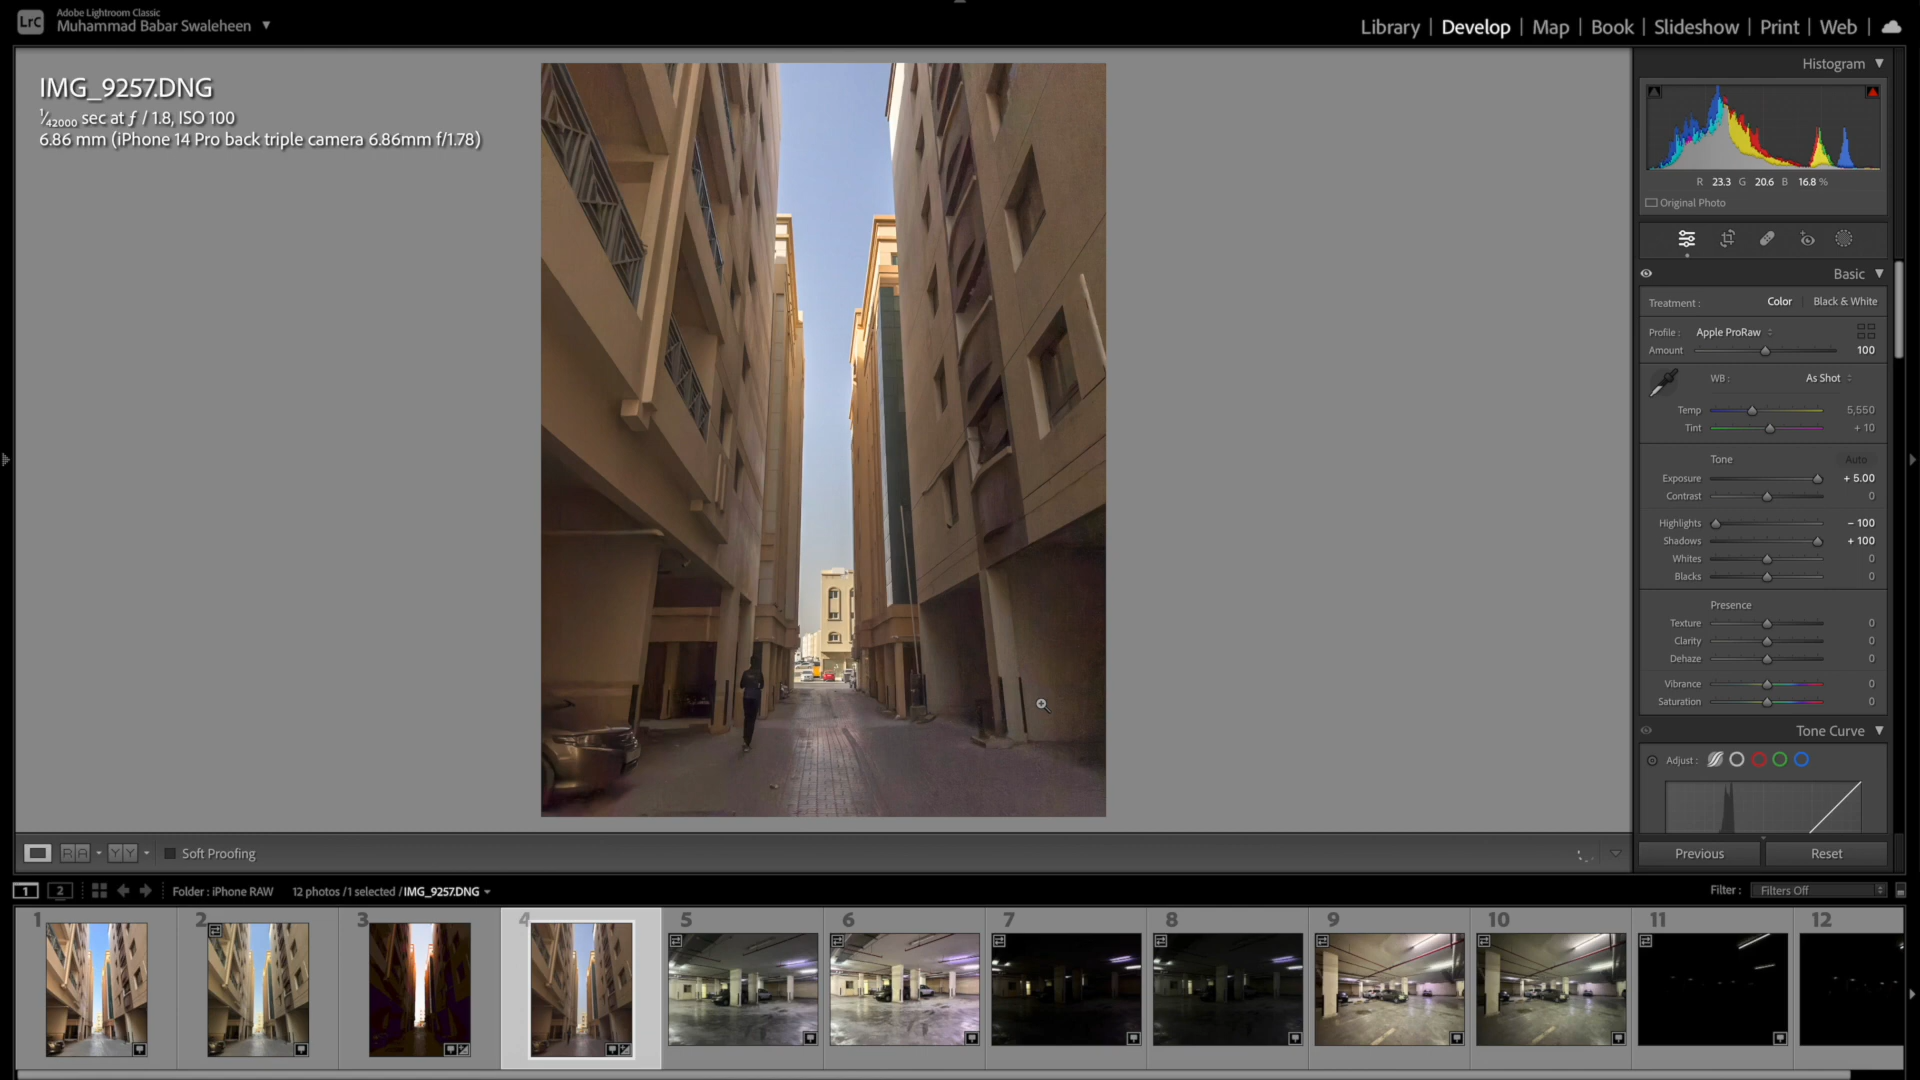 LrC
Adobe Lightroom Classic
Muhammad Babar Swaleheen
Library | Develop | Map | Book | Slideshow | Print | Web |
IMG_9257.DNG
1/42000 sec at ƒ / 1.8, ISO 100
6.86 mm (iPhone 14 Pro back triple camera 6.86mm f/1.78)
Histogram
R 23.3 G 20.6 B 16.8 %
Original Photo
Basic
Treatment : Color | Black & White
Profile : Apple ProRaw
Amount 100
WB : As Shot
Temp 5,550
Tint + 10
Tone Auto
Exposure + 5.00
Contrast 0
Highlights – 100
Shadows + 100
Whites 0
Blacks 0
Presence
Texture 0
Clarity 0
Dehaze 0
Vibrance 0
Saturation 0
Tone Curve
Adjust :
Previous Reset
R A Y Y Soft Proofing
1 2 Folder : iPhone RAW 12 photos /1 selected /IMG_9257.DNG Filter : Filters Off
1 2 3 4 5 6 7 8 9 10 11 12